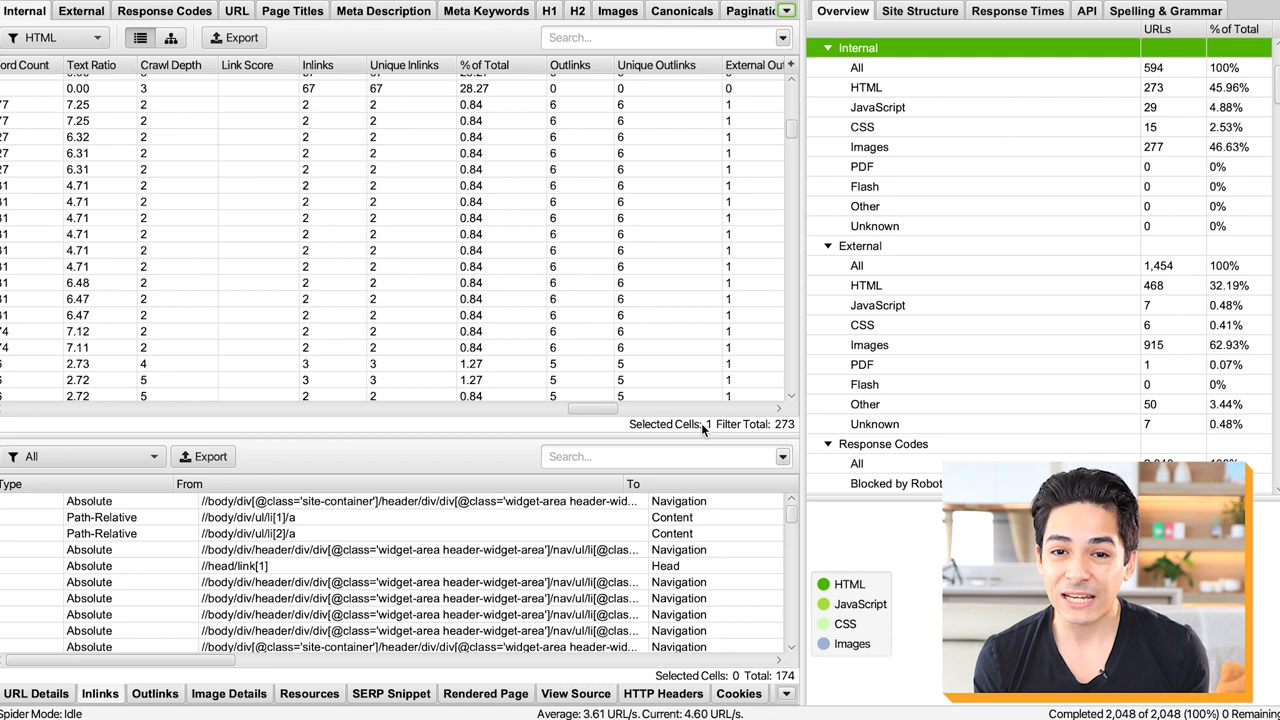 Internal External Response Codes URL Page Titles Meta Description Meta Keywords H1 H2 Images Canonicals
HTML Export Search...
ord Count Text Ratio Crawl Depth Link Score Inlinks Unique Inlinks % of Total Outlinks Unique Outlinks External Out
0.00 3 67 67 28.27 0 0 0
77 7.25 2 2 2 0.84 6 6 1
77 7.25 2 2 2 0.84 6 6 1
27 6.32 2 2 2 0.84 6 6 1
27 6.31 2 2 2 0.84 6 6 1
27 6.31 2 2 2 0.84 6 6 1
31 4.71 2 2 2 0.84 6 6 1
31 4.71 2 2 2 0.84 6 6 1
31 4.71 2 2 2 0.84 6 6 1
31 4.71 2 2 2 0.84 6 6 1
31 4.71 2 2 2 0.84 6 6 1
31 4.71 2 2 2 0.84 6 6 1
31 6.48 2 2 2 0.84 6 6 1
31 6.47 2 2 2 0.84 6 6 1
31 6.47 2 2 2 0.84 6 6 1
74 7.12 2 2 2 0.84 6 6 1
74 7.11 2 2 2 0.84 6 6 1
2.73 4 3 3 1.27 5 5 1
2.72 5 3 3 1.27 5 5 1
2.72 5 2 2 0.84 5 5 1
Selected Cells: 1 Filter Total: 273
All Export Search...
Type From To
Absolute //body/div[@class='site-container']/header/div/div[@class='widget-area header-wid... Navigation
Path-Relative //body/div/ul/li[1]/a Content
Path-Relative //body/div/ul/li[2]/a Content
Absolute //body/div/header/div/div[@class='widget-area header-widget-area']/nav/ul/li[@clas... Navigation
Absolute //head/link[1] Head
Absolute //body/div/header/div/div[@class='widget-area header-widget-area']/nav/ul/li[@clas... Navigation
Absolute //body/div/header/div/div[@class='widget-area header-widget-area']/nav/ul/li[@clas... Navigation
Absolute //body/div/header/div/div[@class='widget-area header-widget-area']/nav/ul/li[@clas... Navigation
Absolute //body/div/header/div/div[@class='widget-area header-widget-area']/nav/ul/li[@clas... Navigation
Absolute //body/div[@class='site-container']/header/div/div[@class='widget-area header-wid... Navigation
Selected Cells: 0 Total: 174
URL Details Inlinks Outlinks Image Details Resources SERP Snippet Rendered Page View Source HTTP Headers Cookies
Spider Mode: Idle Average: 3.61 URL/s. Current: 4.60 URL/s. Completed 2,048 of 2,048 (100%) 0 Remaining
Overview Site Structure Response Times API Spelling & Grammar
URLs % of Total
Internal
All 594 100%
HTML 273 45.96%
JavaScript 29 4.88%
CSS 15 2.53%
Images 277 46.63%
PDF 0 0%
Flash 0 0%
Other 0 0%
Unknown 0 0%
External
All 1,454 100%
HTML 468 32.19%
JavaScript 7 0.48%
CSS 6 0.41%
Images 915 62.93%
PDF 1 0.07%
Flash 0 0%
Other 50 3.44%
Unknown 7 0.48%
Response Codes
All
Blocked by Robot
HTML
JavaScript
CSS
Images